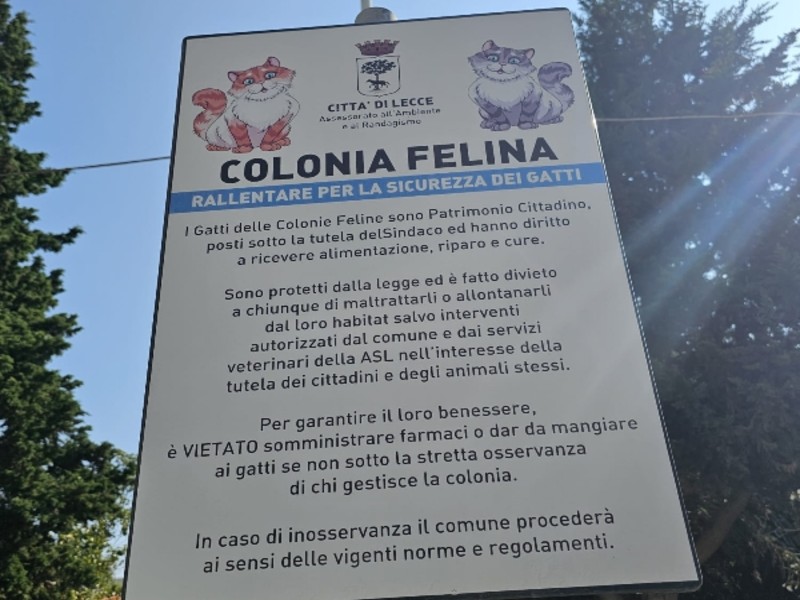 CITTA' DI LECCE
Assessorato all'Ambiente
e al Randagismo
COLONIA FELINA
RALLENTARE PER LA SICUREZZA DEI GATTI
I Gatti delle Colonie Feline sono Patrimonio Cittadino,
posti sotto la tutela delSindaco ed hanno diritto
a ricevere alimentazione, riparo e cure.
Sono protetti dalla legge ed è fatto divieto
a chiunque di maltrattarli o allontanarli
dal loro habitat salvo interventi
autorizzati dal comune e dai servizi
veterinari della ASL nell'interesse della
tutela dei cittadini e degli animali stessi.
Per garantire il loro benessere,
è VIETATO somministrare farmaci o dar da mangiare
ai gatti se non sotto la stretta osservanza
di chi gestisce la colonia.
In caso di inosservanza il comune procederà
ai sensi delle vigenti norme e regolamenti.